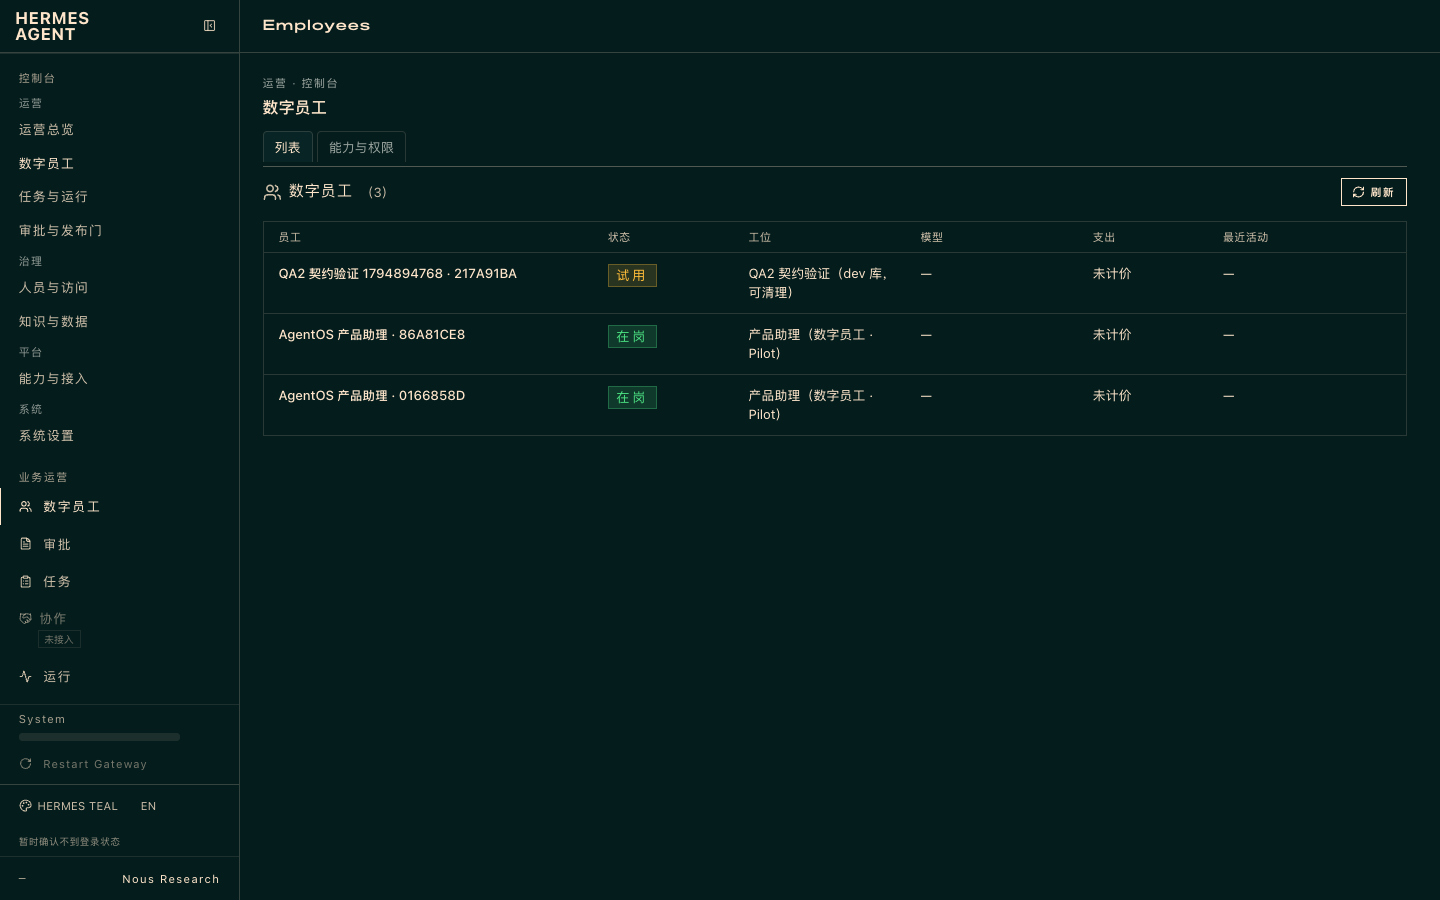 HERMES
AGENT
控制台
运营
运营总览
数字员工
任务与运行
审批与发布门
治理
人员与访问
知识与数据
平台
能力与接入
系统
系统设置
业务运营
数字员工
审批
任务
协作
未接入
运行
System
Restart Gateway
HERMES TEAL EN
暂时确认不到登录状态
— Nous Research
Employees
运营 · 控制台
数字员工
列表 能力与权限
数字员工 (3)
刷新
员工 状态 工位 模型 支出 最近活动
QA2 契约验证 1794894768 · 217A91BA 试用 QA2 契约验证（dev 库，
可清理） — 未计价 —
AgentOS 产品助理 · 86A81CE8 在岗 产品助理（数字员工 ·
Pilot） — 未计价 —
AgentOS 产品助理 · 0166858D 在岗 产品助理（数字员工 ·
Pilot） — 未计价 —